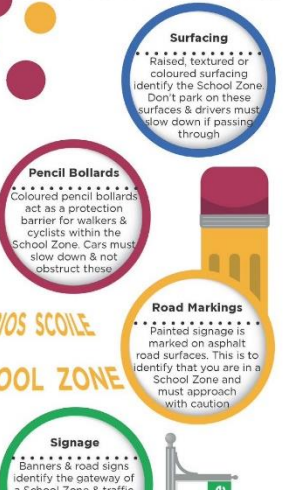 Surfacing
Raised, textured or
coloured surfacing
identify the School Zone.
Don't park on these
surfaces & drivers must
slow down if passing
through
Pencil Bollards
Coloured pencil bollards
act as a protection
barrier for walkers &
cyclists within the
School Zone. Cars must
slow down & not
obstruct these
Road Markings
Painted signage is
marked on asphalt
road surfaces. This is to
identify that you are in a
School Zone and
must approach
with caution
SCOILE
ZONE
Signage
Banners & road signs
identify the gateway of
a School Zone & traffic